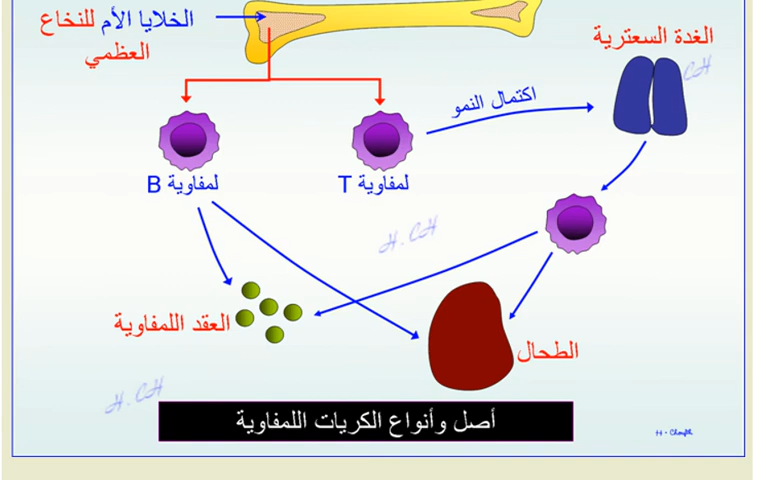 الخلايا الأم للنخاع
العظمي
الغدة السعترية
CH
اكتمال النمو
لمفاوية B
لمفاوية T
H.CH
العقد اللمفاوية
الطحال
H.CH
أصل وأنواع الكريات اللمفاوية